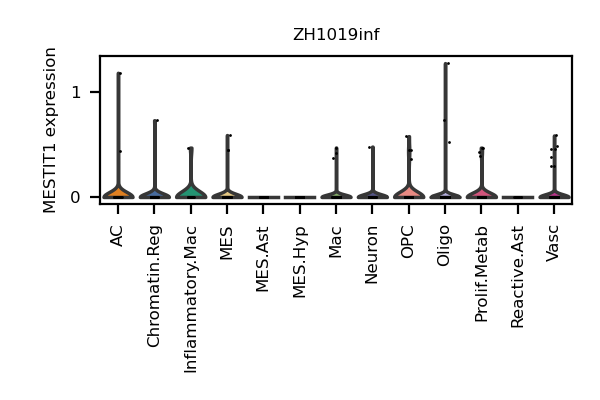 ZH1019inf
MESTIT1 expression
1
0
AC
Chromatin.Reg
Inflammatory.Mac
MES
MES.Ast
MES.Hyp
Mac
Neuron
OPC
Oligo
Prolif.Metab
Reactive.Ast
Vasc